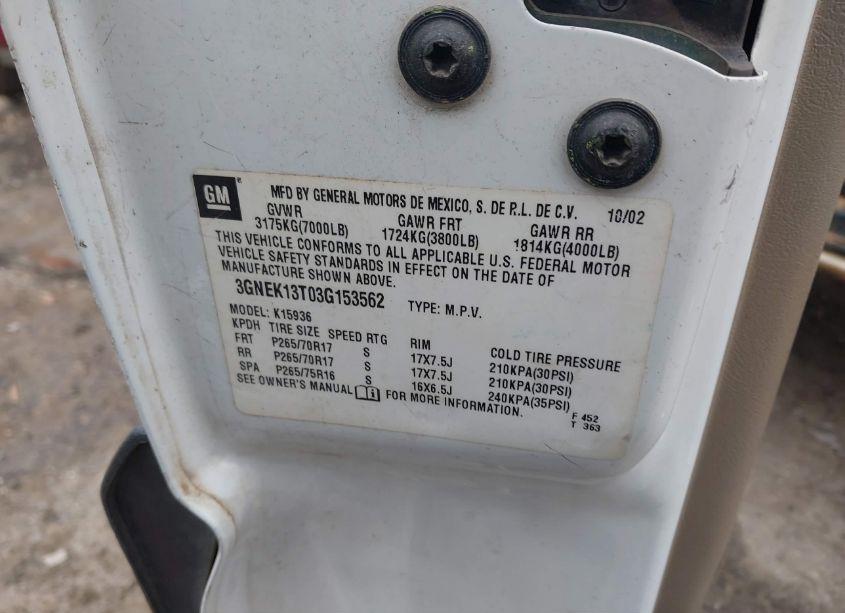 GM
MFD BY GENERAL MOTORS DE MEXICO, S. DE R.L. DE C.V. 10/02
GVWR GAWR FRT GAWR RR
3175KG(7000LB) 1724KG(3800LB) 1814KG(4000LB)
THIS VEHICLE CONFORMS TO ALL APPLICABLE U.S. FEDERAL MOTOR
VEHICLE SAFETY STANDARDS IN EFFECT ON THE DATE OF
MANUFACTURE SHOWN ABOVE.
3GNEK13T03G153562 TYPE: M.P.V.
MODEL: K15936
KPDH TIRE SIZE SPEED RTG RIM COLD TIRE PRESSURE
FRT P265/70R17 S 17X7.5J 210KPA(30PSI)
RR P265/70R17 S 17X7.5J 210KPA(30PSI)
SPA P265/75R16 S 16X6.5J 240KPA(35PSI)
SEE OWNER'S MANUAL i FOR MORE INFORMATION.
F 452
T 363